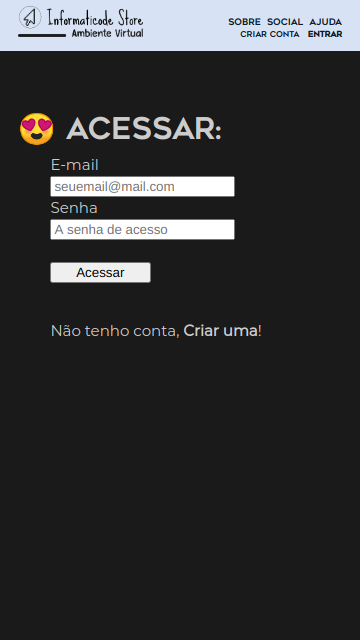 Informaticode Store
Ambiente Virtual
SOBRE SOCIAL AJUDA
CRIAR CONTA ENTRAR
😍 ACESSAR:
E-mail
seuemail@mail.com
Senha
A senha de acesso
Acessar
Não tenho conta, Criar uma!